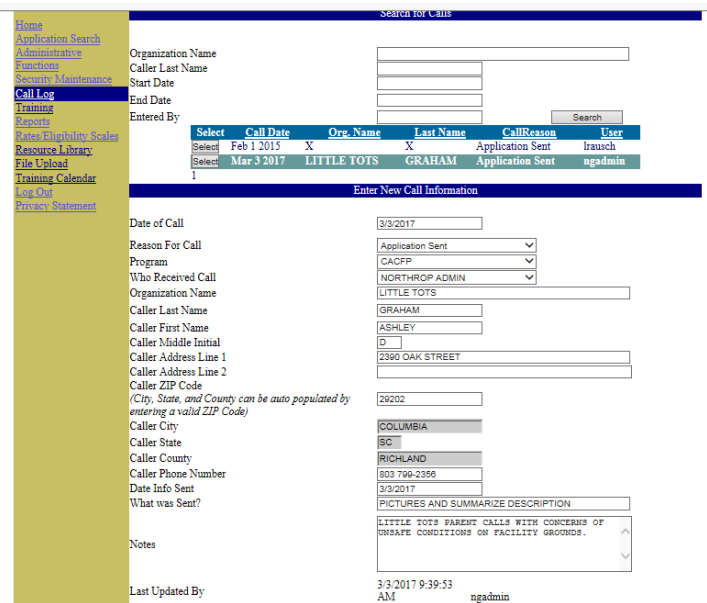 Search for Calls
Home
Application Search
Administrative
Functions
Security Maintenance
Call Log
Training
Reports
Rates/Eligibility Scales
Resource Library
File Upload
Training Calendar
Log Out
Privacy Statement
Organization Name
Caller Last Name
Start Date
End Date
Entered By Search
Select Call Date Org. Name Last Name CallReason User
Select Feb 1 2015 X X Application Sent lrausch
Select Mar 3 2017 LITTLE TOTS GRAHAM Application Sent ngadmin
1
Enter New Call Information
Date of Call 3/3/2017
Reason For Call Application Sent
Program CACFP
Who Received Call NORTHROP ADMIN
Organization Name LITTLE TOTS
Caller Last Name GRAHAM
Caller First Name ASHLEY
Caller Middle Initial D
Caller Address Line 1 2390 OAK STREET
Caller Address Line 2
Caller ZIP Code
(City, State, and County can be auto populated by
entering a valid ZIP Code) 29202
Caller City COLUMBIA
Caller State SC
Caller County RICHLAND
Caller Phone Number 803 799-2356
Date Info Sent 3/3/2017
What was Sent? PICTURES AND SUMMARIZE DESCRIPTION
Notes LITTLE TOTS PARENT CALLS WITH CONCERNS OF
UNSAFE CONDITIONS ON FACILITY GROUNDS.
Last Updated By 3/3/2017 9:39:53
AM ngadmin